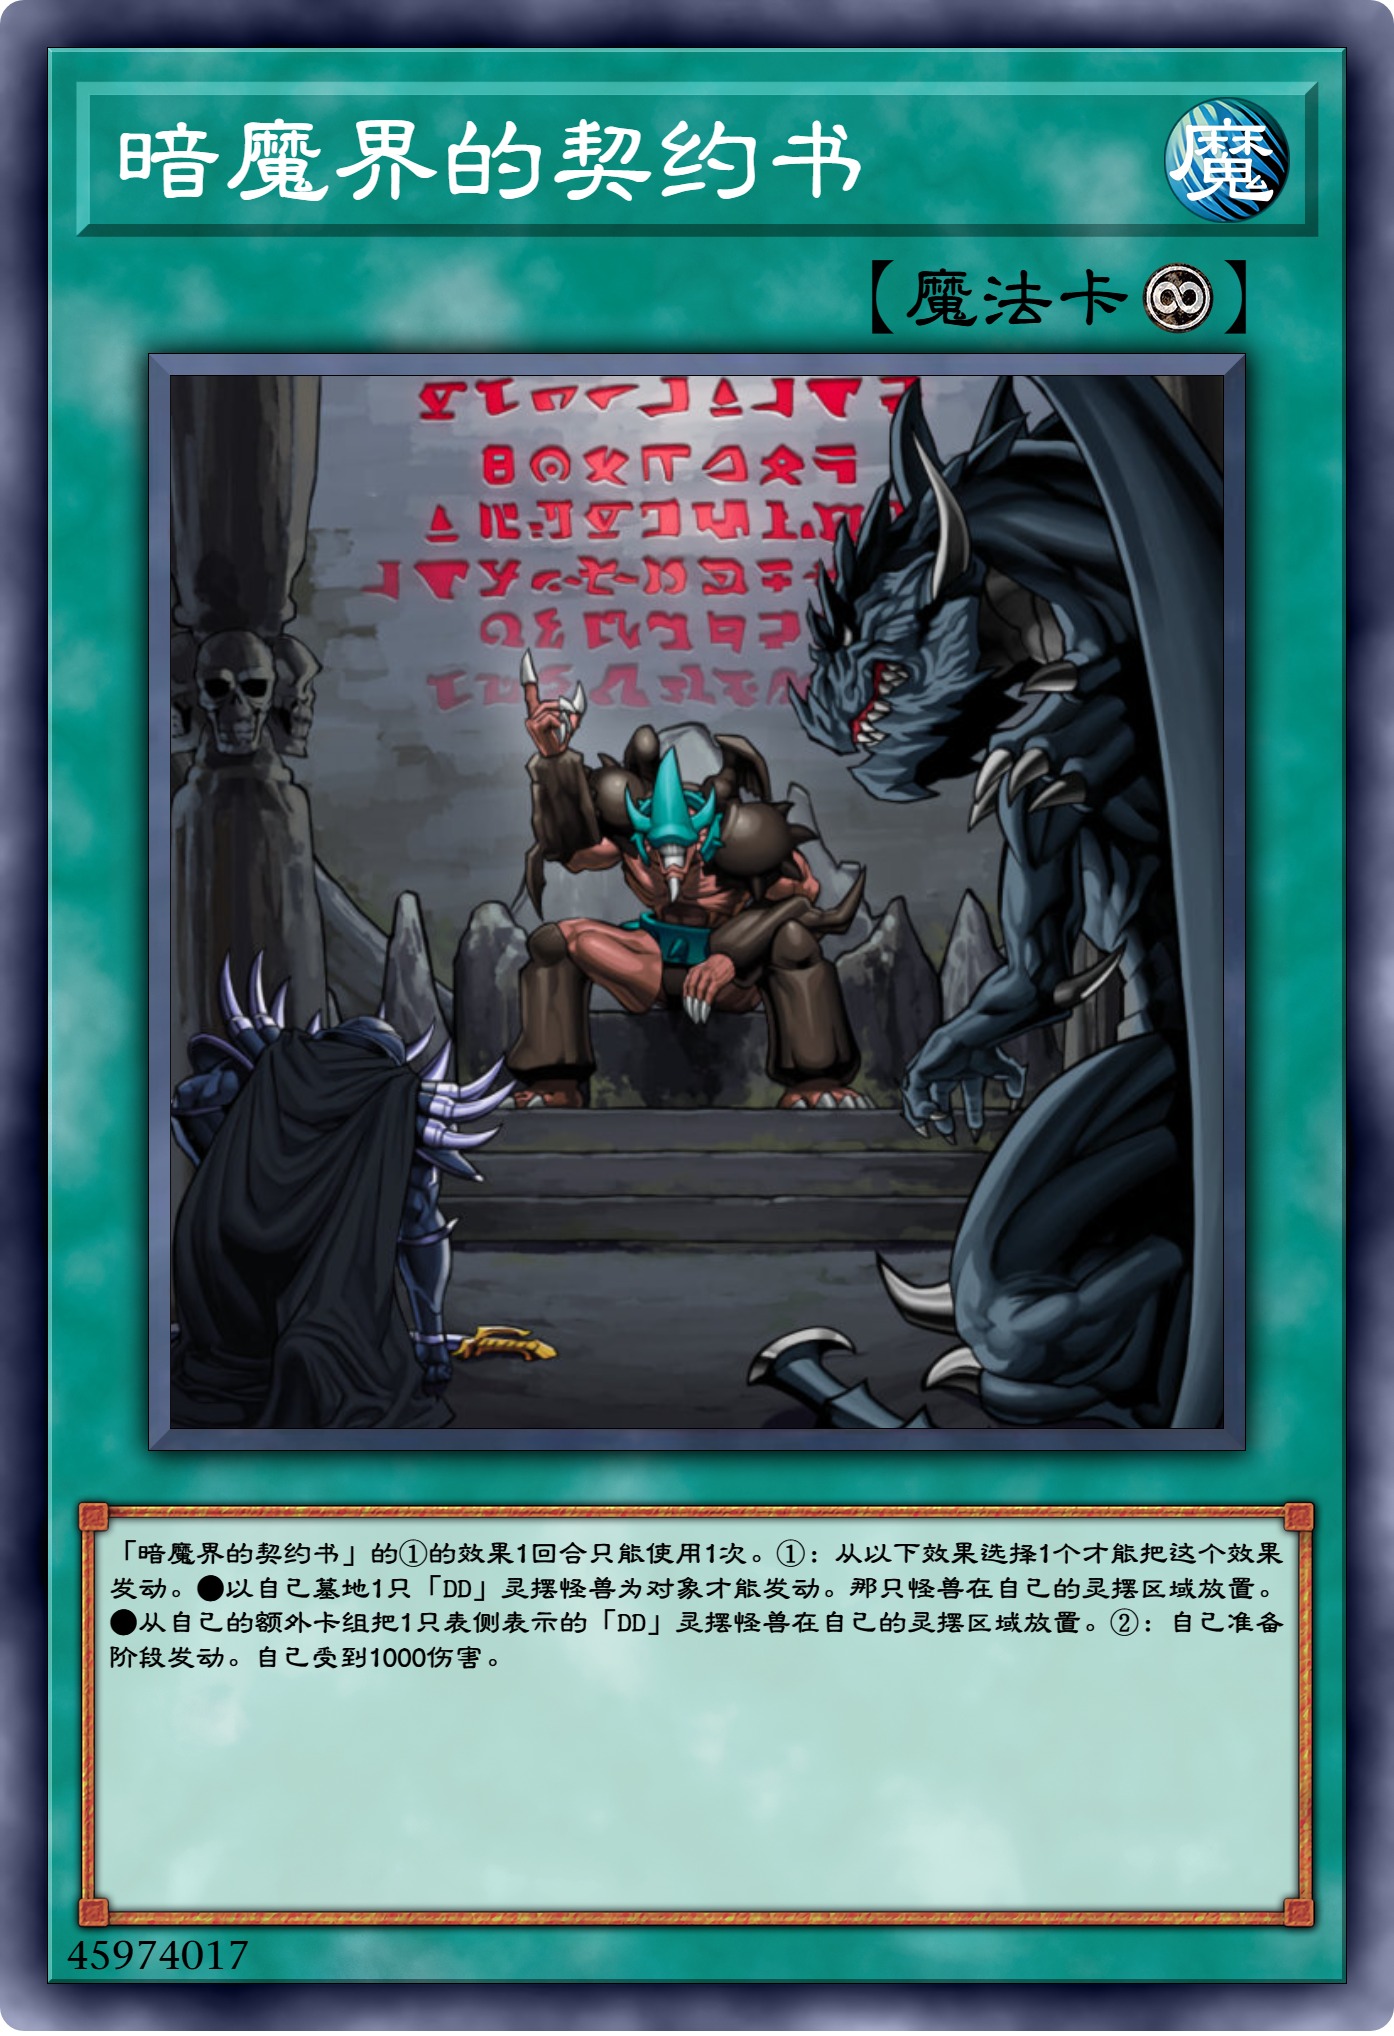 暗魔界的契约书
魔
【魔法卡】
「暗魔界的契约书」的①的效果1回合只能使用1次。①：从以下效果选择1个才能把这个效果
发动。●以自己墓地1只「DD」灵摆怪兽为对象才能发动。那只怪兽在自己的灵摆区域放置。
●从自己的额外卡组把1只表侧表示的「DD」灵摆怪兽在自己的灵摆区域放置。②：自己准备
阶段发动。自己受到1000伤害。
45974017